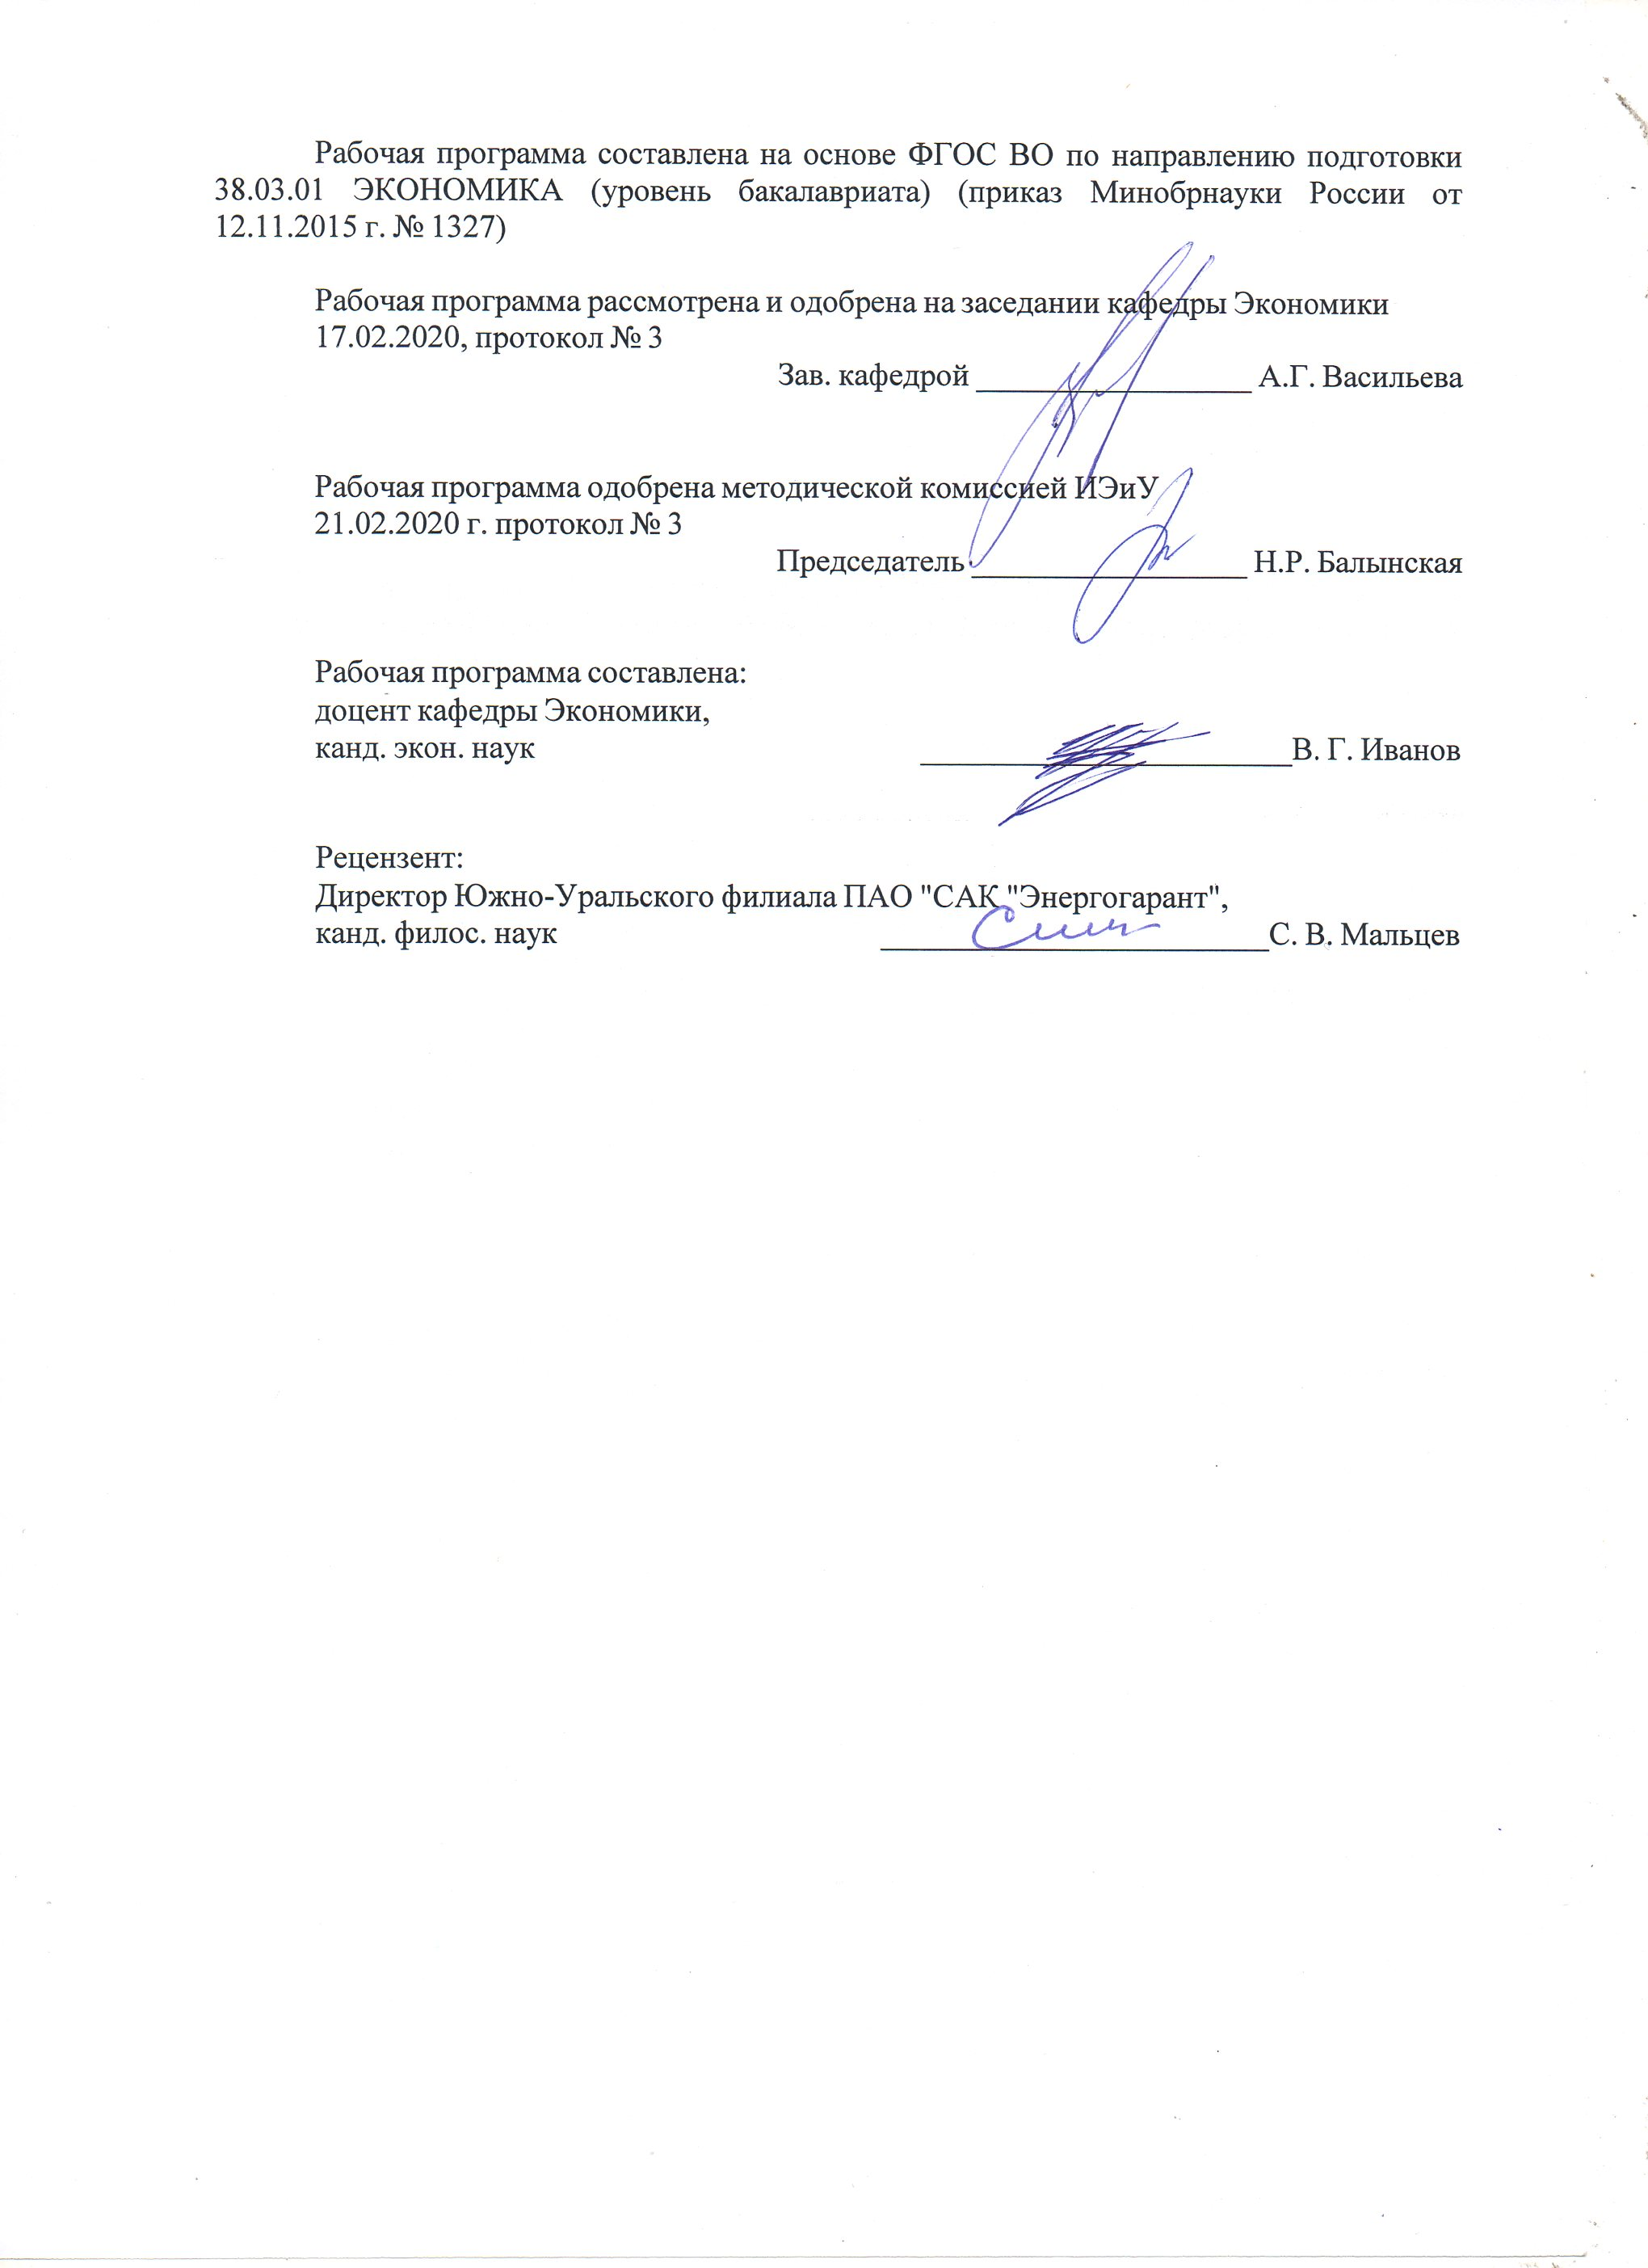 Рабочая программа составлена на основе ФГОС ВО по направлению подготовки
38.03.01 ЭКОНОМИКА (уровень бакалавриата) (приказ Минобрнауки России от
12.11.2015 г. № 1327)
Рабочая программа рассмотрена и одобрена на заседании кафедры Экономики
17.02.2020, протокол № 3
Зав. кафедрой ____________________ А.Г. Васильева
Рабочая программа одобрена методической комиссией ИЭиУ
21.02.2020 г. протокол № 3
Председатель ____________________ Н.Р. Балынская
Рабочая программа составлена:
доцент кафедры Экономики,
канд. экон. наук ___________________________В. Г. Иванов
Рецензент:
Директор Южно-Уральского филиала ПАО "САК "Энергогарант",
канд. филос. наук ____________________________С. В. Мальцев